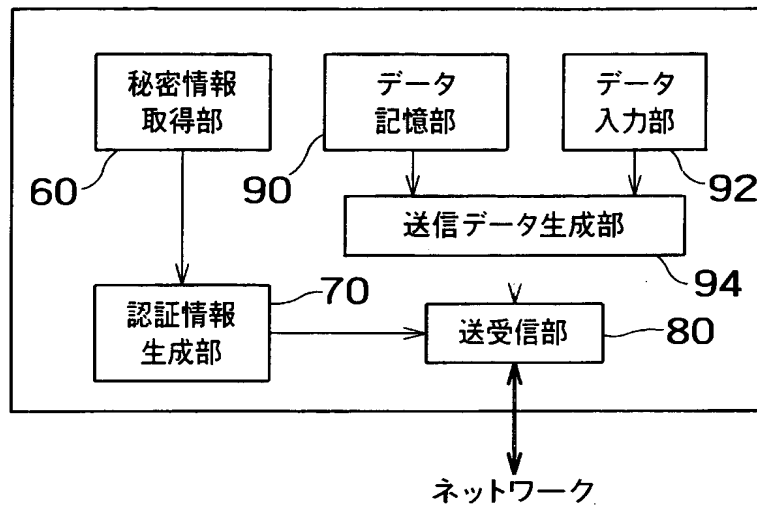 秘密情報
取得部
60
データ
記憶部
90
データ
入力部
92
送信データ生成部
94
認証情報
生成部
70
送受信部
80
ネットワーク